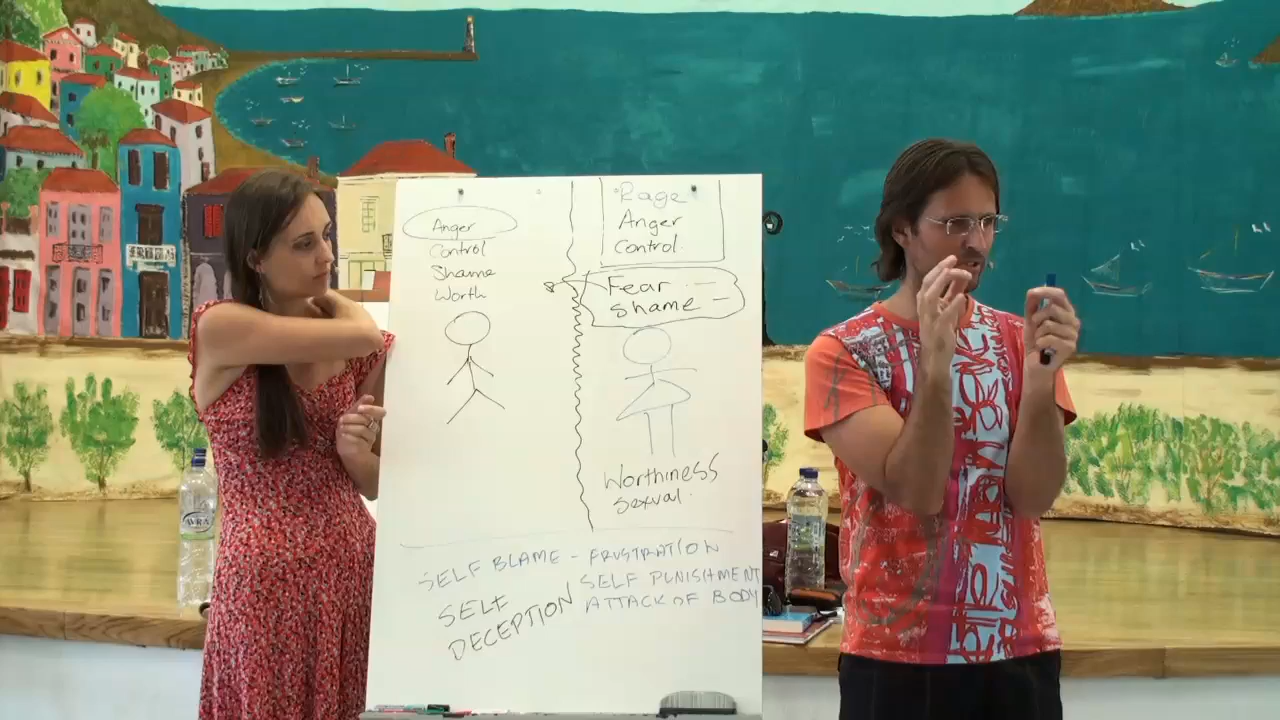 Anger
Control
Shame
Worth
Rage
Anger
Control
Fear
Shame
Worthiness
Sexual
SELF BLAME - FRUSTRATION
SELF
DECEPTION
SELF PUNISHMENT
ATTACK OF BODY
AVRA